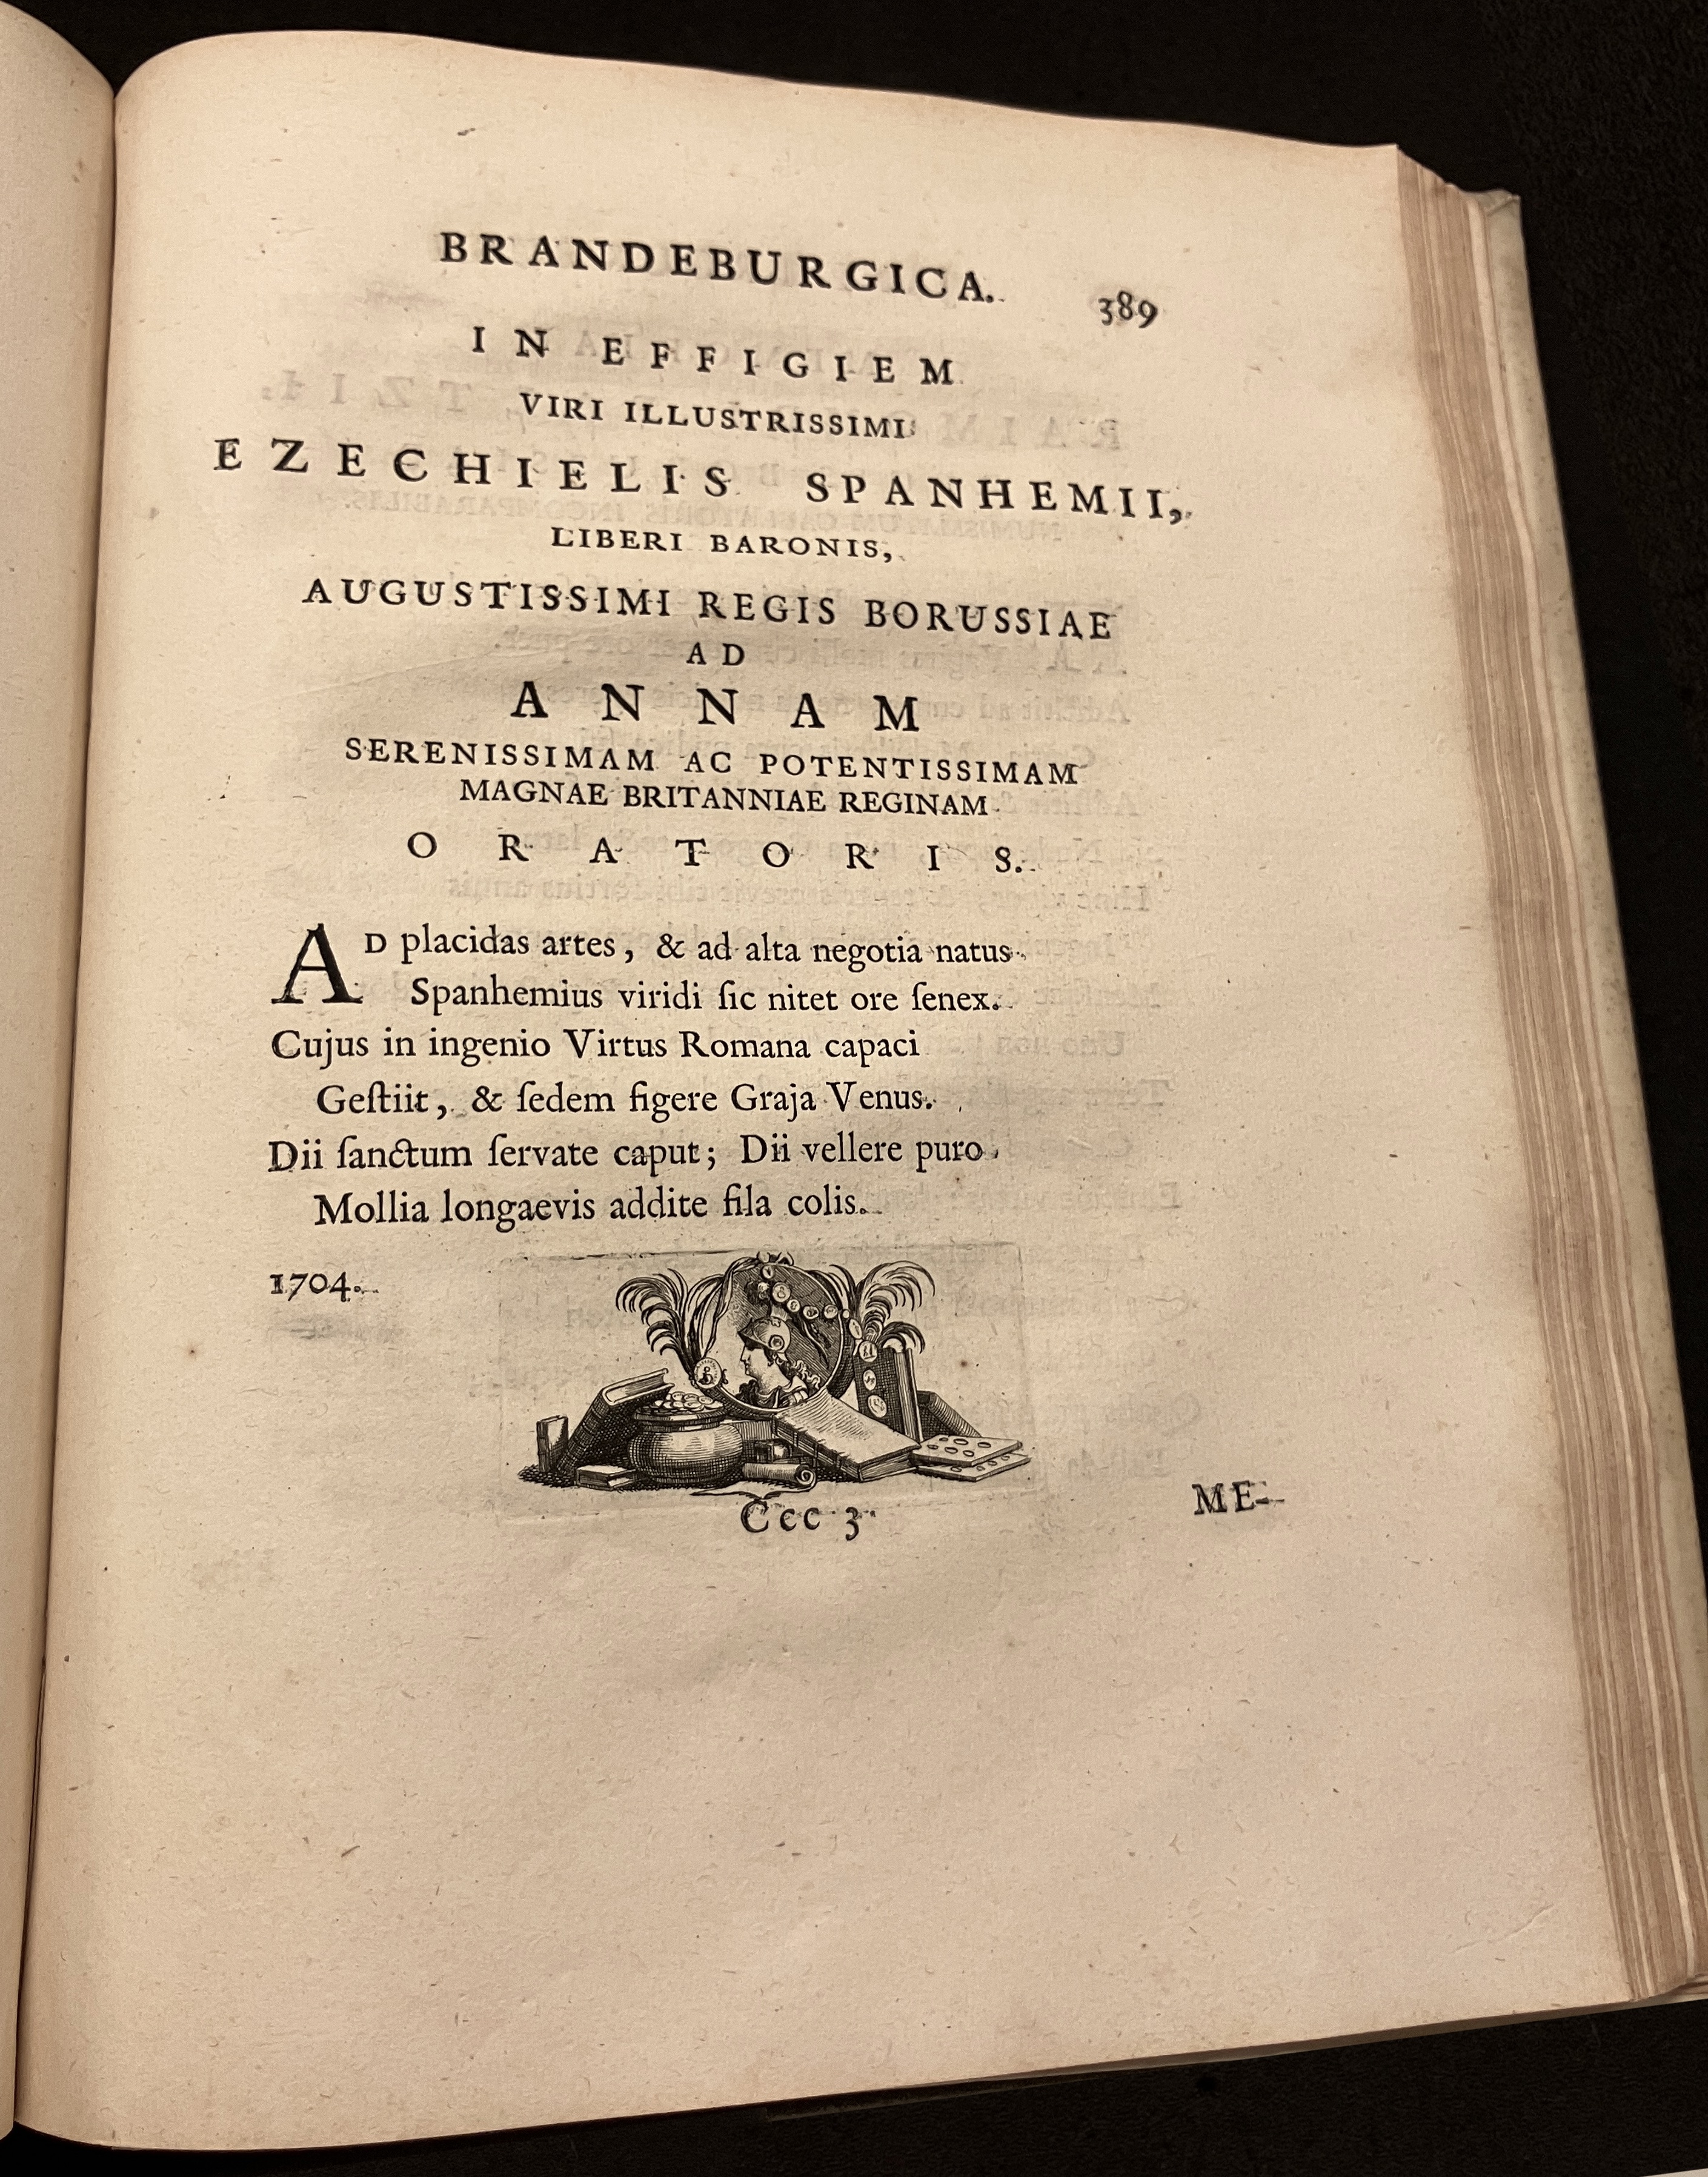 BRANDEBURGICA. 389
IN EFFIGIEM
VIRI ILLUSTRISSIMI
EZECHIELIS SPANHEMII,
LIBERI BARONIS,
AUGUSTISSIMI REGIS BORUSSIAE
AD
ANNAM
SERENISSIMAM AC POTENTISSIMAM
MAGNAE BRITANNIAE REGINAM
ORATORIS.
AD placidas artes, & ad alta negotia natus
Spanhemius viridi ſic nitet ore ſenex.
Cujus in ingenio Virtus Romana capaci
Geſtiit, & ſedem figere Graja Venus.
Dii ſanctum ſervate caput; Dii vellere puro
Mollia longaevis addite fila colis.
1704.
Ccc 3 ME-